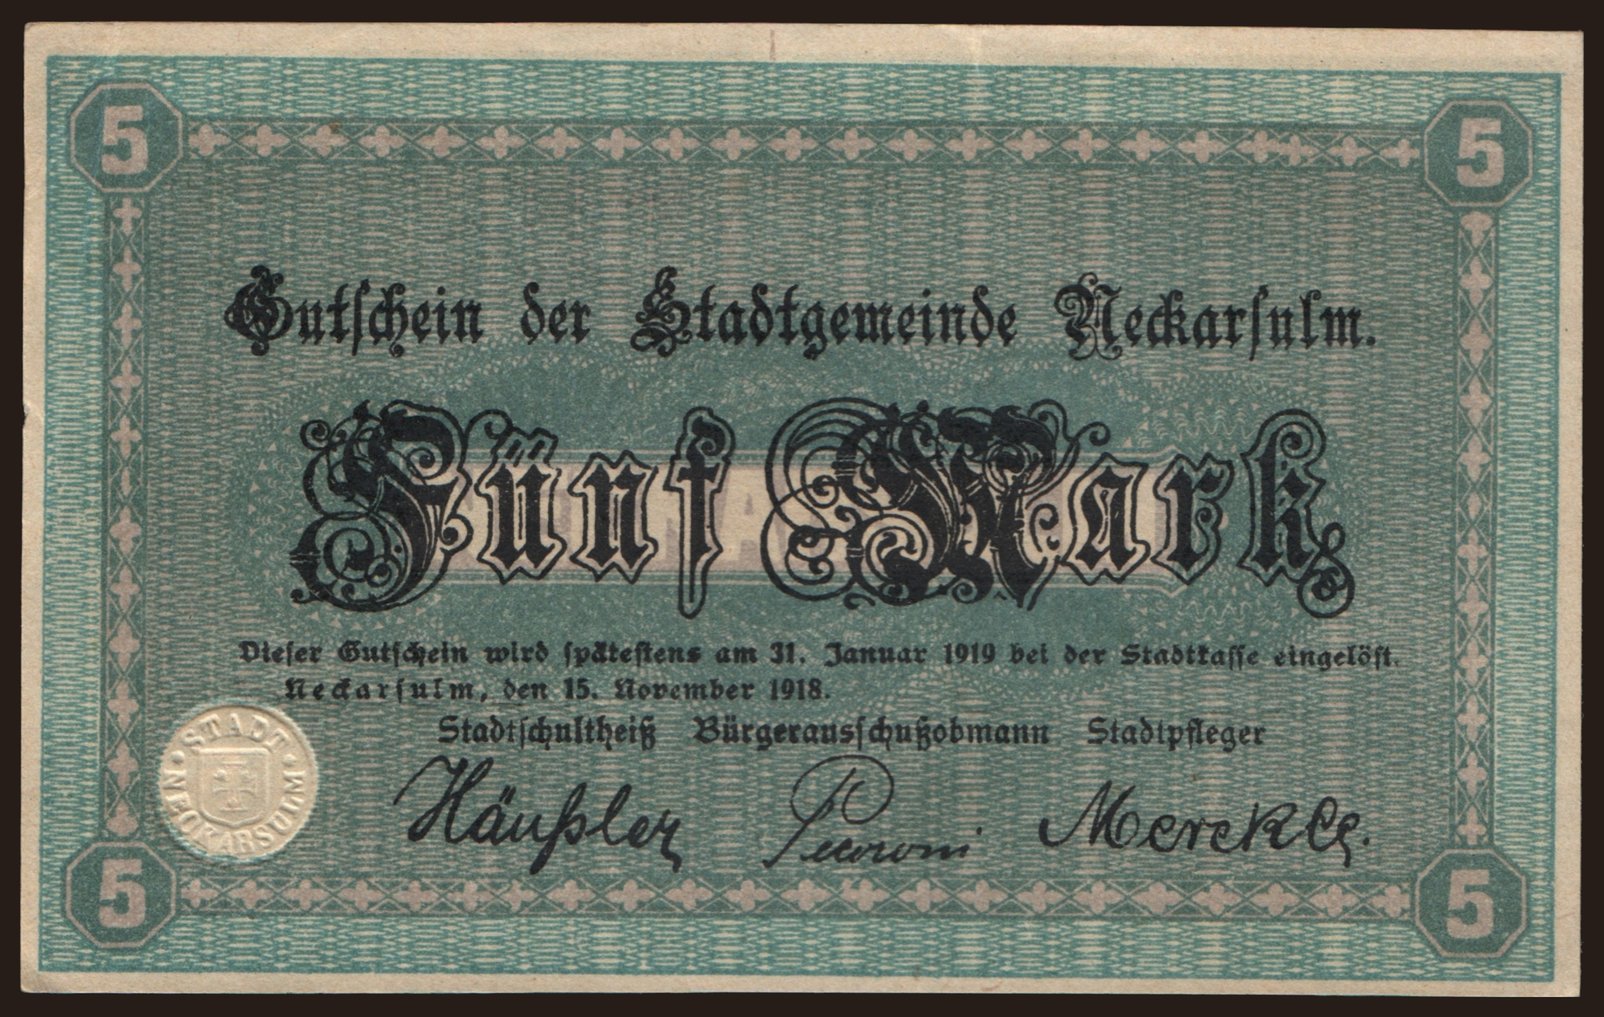 5 5
Gutschein der Stadtgemeinde Neckarsulm.
Fünf Mark
Dieser Gutschein wird spätestens am 31. Januar 1919 bei der Stadtkasse eingelöst.
Neckarsulm, den 15. November 1918.
Stadtschultheiß Bürgerausschußobmann Stadtpfleger
Häußler Merckle.
STADT NECKARSULM
5 5